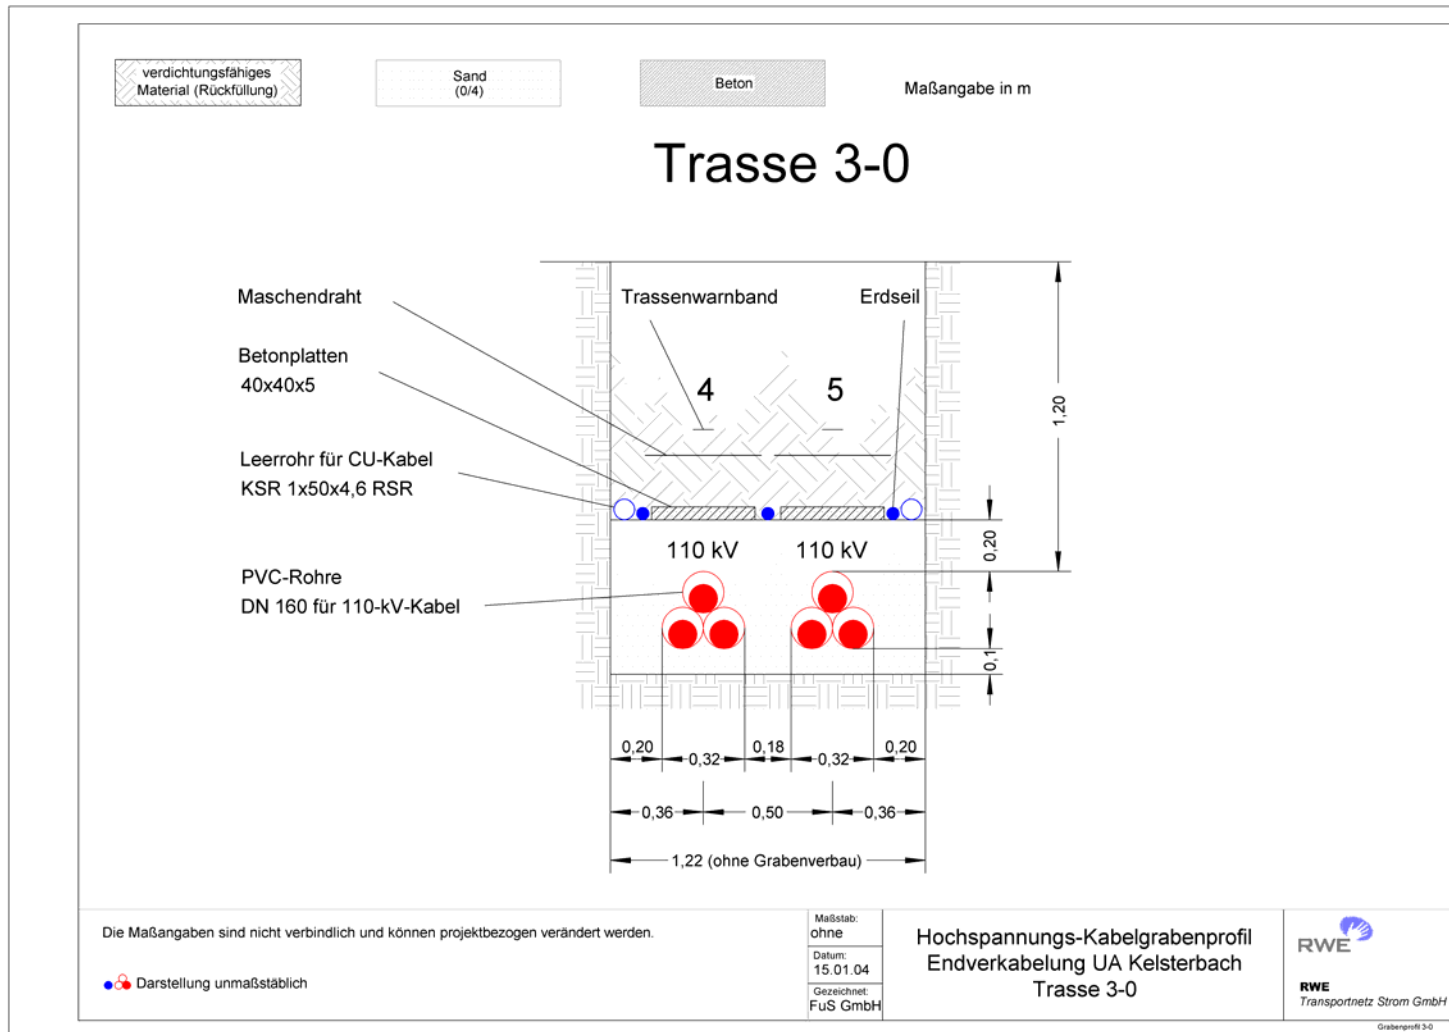 verdichtungsfähiges
Material (Rückfüllung)
Sand
(0/4)
Beton
Maßangabe in m
Trasse 3-0
Maschendraht
Trassenwarnband
Erdseil
Betonplatten
40x40x5
4
5
1,20
Leerrohr für CU-Kabel
KSR 1x50x4,6 RSR
110 kV
110 kV
0,20
PVC-Rohre
DN 160 für 110-kV-Kabel
0,1
0,20
0,32
0,18
0,32
0,20
0,36
0,50
0,36
1,22 (ohne Grabenverbau)
Die Maßangaben sind nicht verbindlich und können projektbezogen verändert werden.
Darstellung unmaßstäblich
Maßstab:
ohne
Datum:
15.01.04
Gezeichnet:
FuS GmbH
Hochspannungs-Kabelgrabenprofil
Endverkabelung UA Kelsterbach
Trasse 3-0
RWE
RWE
Transportnetz Strom GmbH
Grabenprofil 3-0